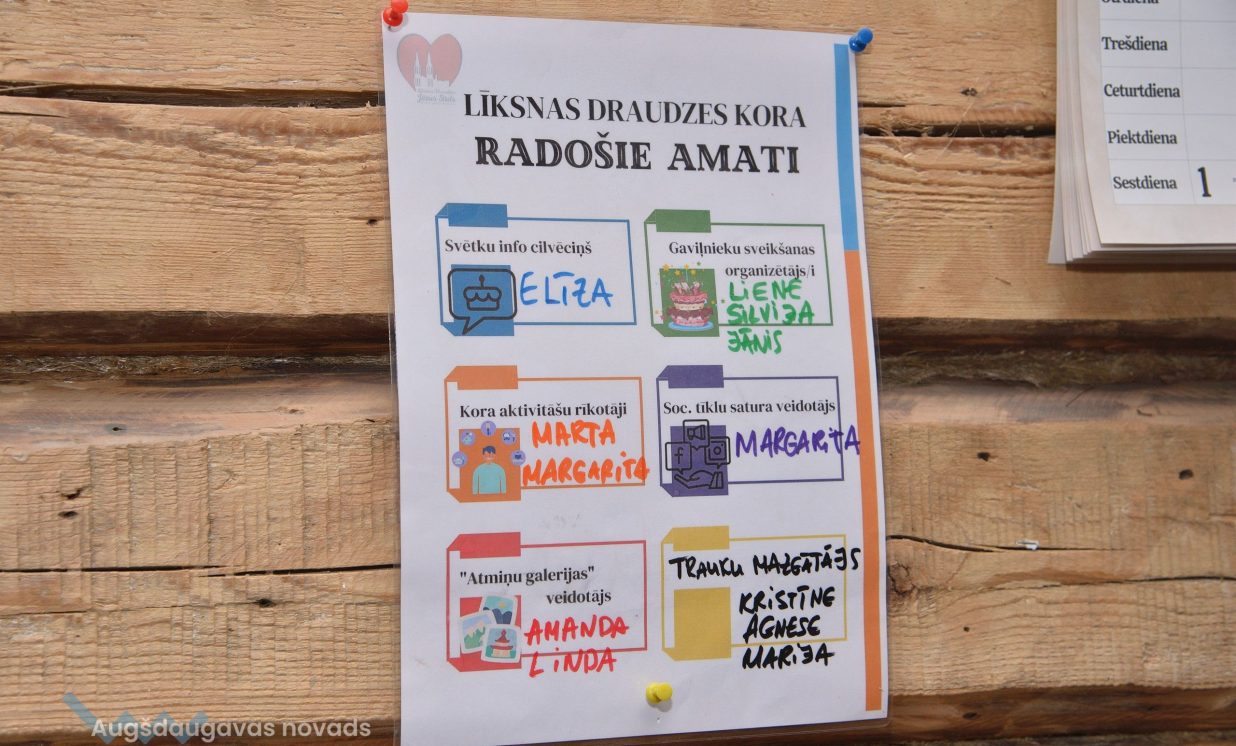 LĪKSNAS DRAUDZES KORA
RADOŠIE AMATI
Svētku info cilvēciņš
ELĪZA
Gaviļnieku sveikšanas
organizētājs/i
LIENE
SILVIJA
JĀNIS
Kora aktivitāšu rīkotāji
MARTA
MARGARITA
Soc. tīklu satura veidotājs
MARGARITA
"Atmiņu galerijas"
veidotājs
AMANDA
LINDA
TRAUKU MAZGĀTĀJS
KRISTĪNE
AGNESE
MARIJA
Trešdiena
Ceturtdiena
Piektdiena
Sestdiena 1
Augšdaugavas novads